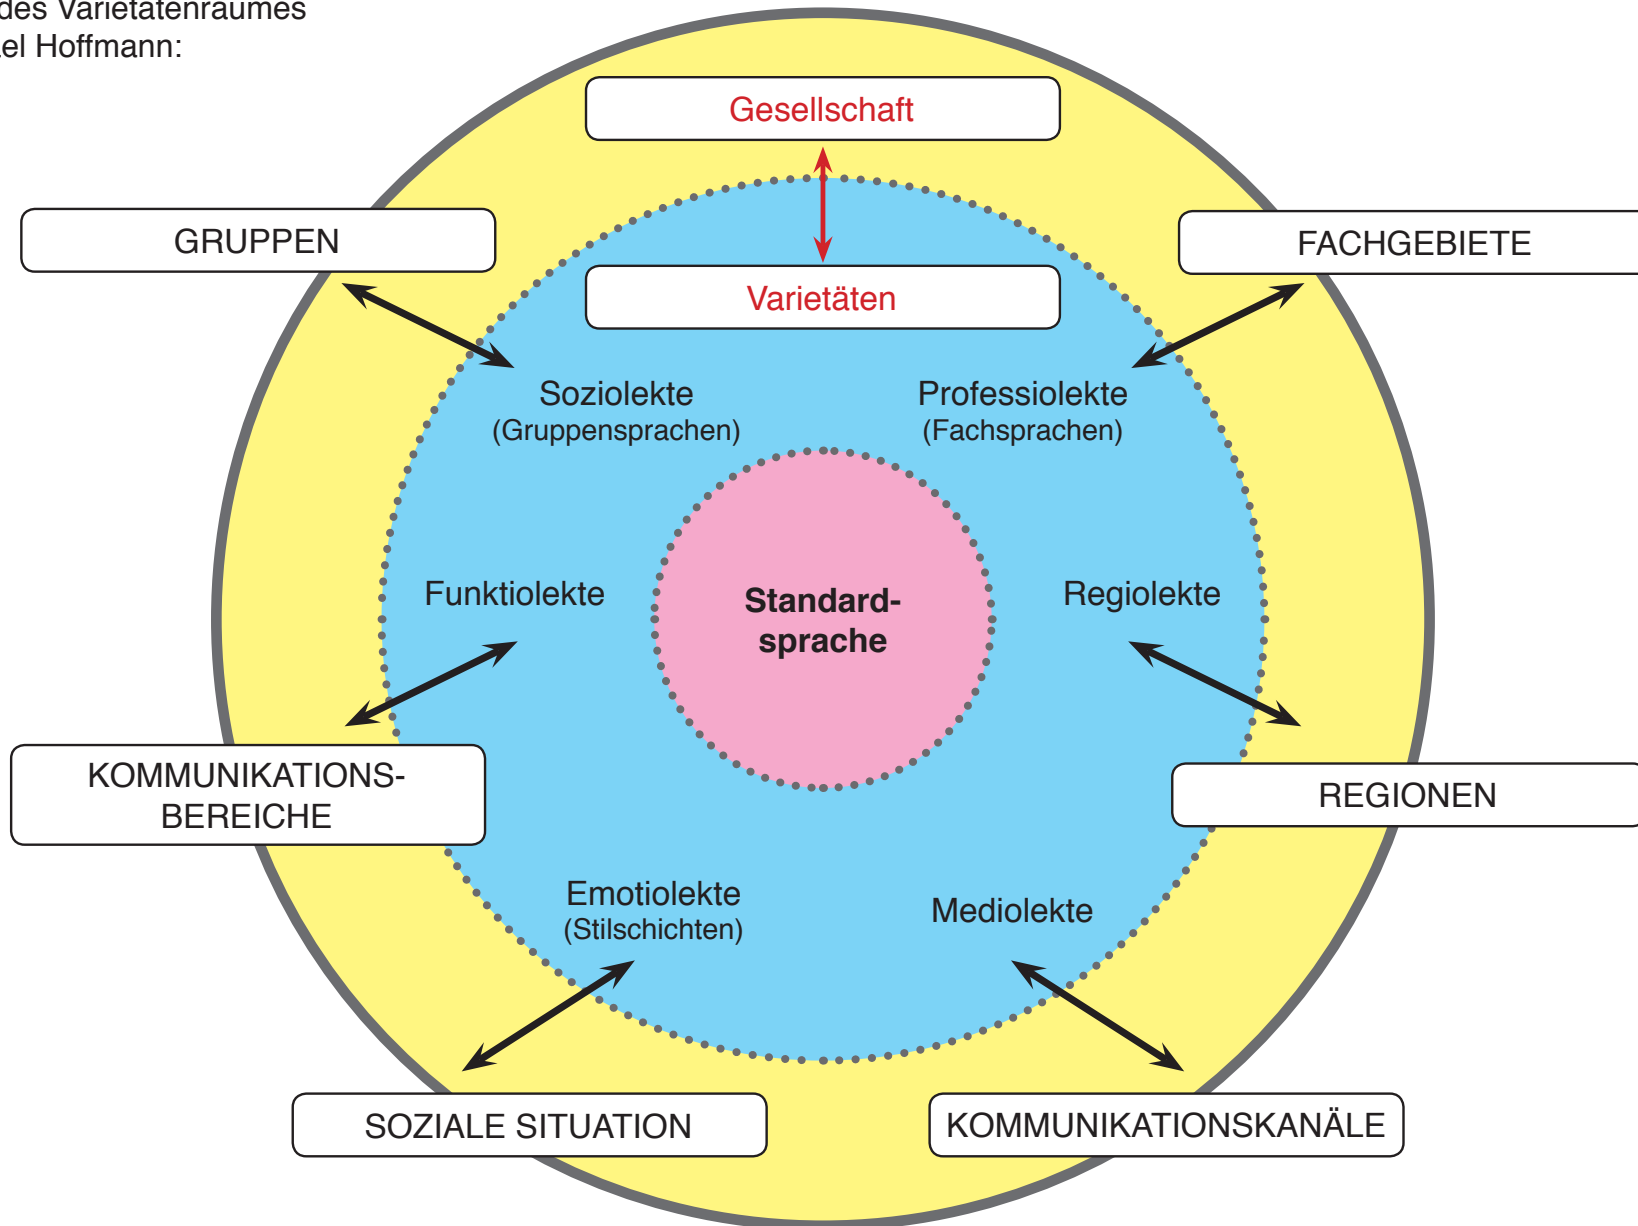 des Varietätenraumes
el Hoffmann:
Gesellschaft
GRUPPEN
FACHGEBIETE
Varietäten
Soziolekte
(Gruppensprachen)
Professiolekte
(Fachsprachen)
Funktiolekte
Standard-
sprache
Regiolekte
KOMMUNIKATIONS-
BEREICHE
REGIONEN
Emotiolekte
(Stilschichten)
Mediolekte
SOZIALE SITUATION
KOMMUNIKATIONSKANÄLE